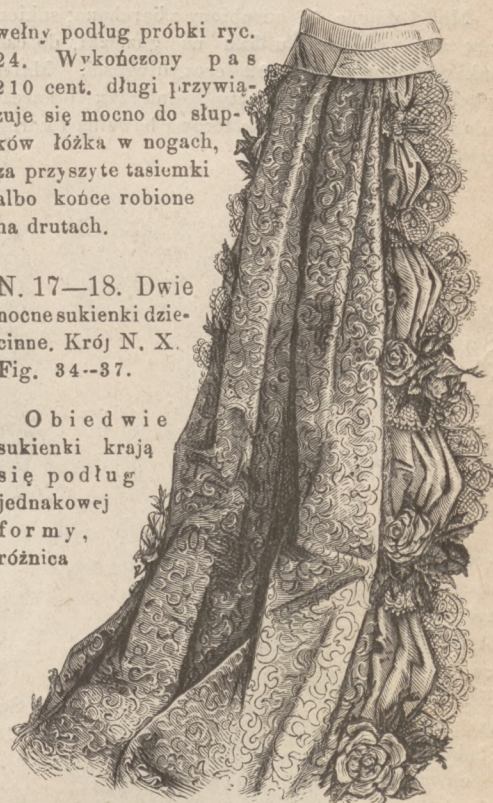 wełny podług próbki ryc.
24. Wykończony pas
210 cent. długi przywią-
zuje się mocno do słup-
ków łóżka w nogach,
za przyszyte tasiemki
albo końce robione
na drutach.
N. 17—18. Dwie
nocne sukienki dzie-
cinne. Krój N. X.
Fig. 34--37.
Obiedwie
sukienki krają
się podług
jednakowej
formy,
różnica